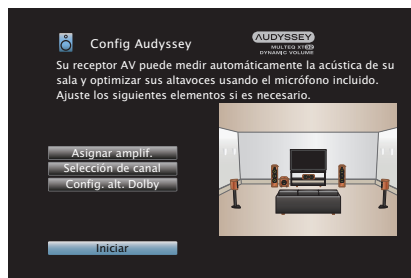 Config Audyssey
AUDYSSEY
MULTEQ XT32
DYNAMIC VOLUME
Su receptor AV puede medir automáticamente la acústica de su
sala y optimizar sus altavoces usando el micrófono incluido.
Ajuste los siguientes elementos si es necesario.
Asignar amplif.
Selección de canal
Config. alt. Dolby
Iniciar